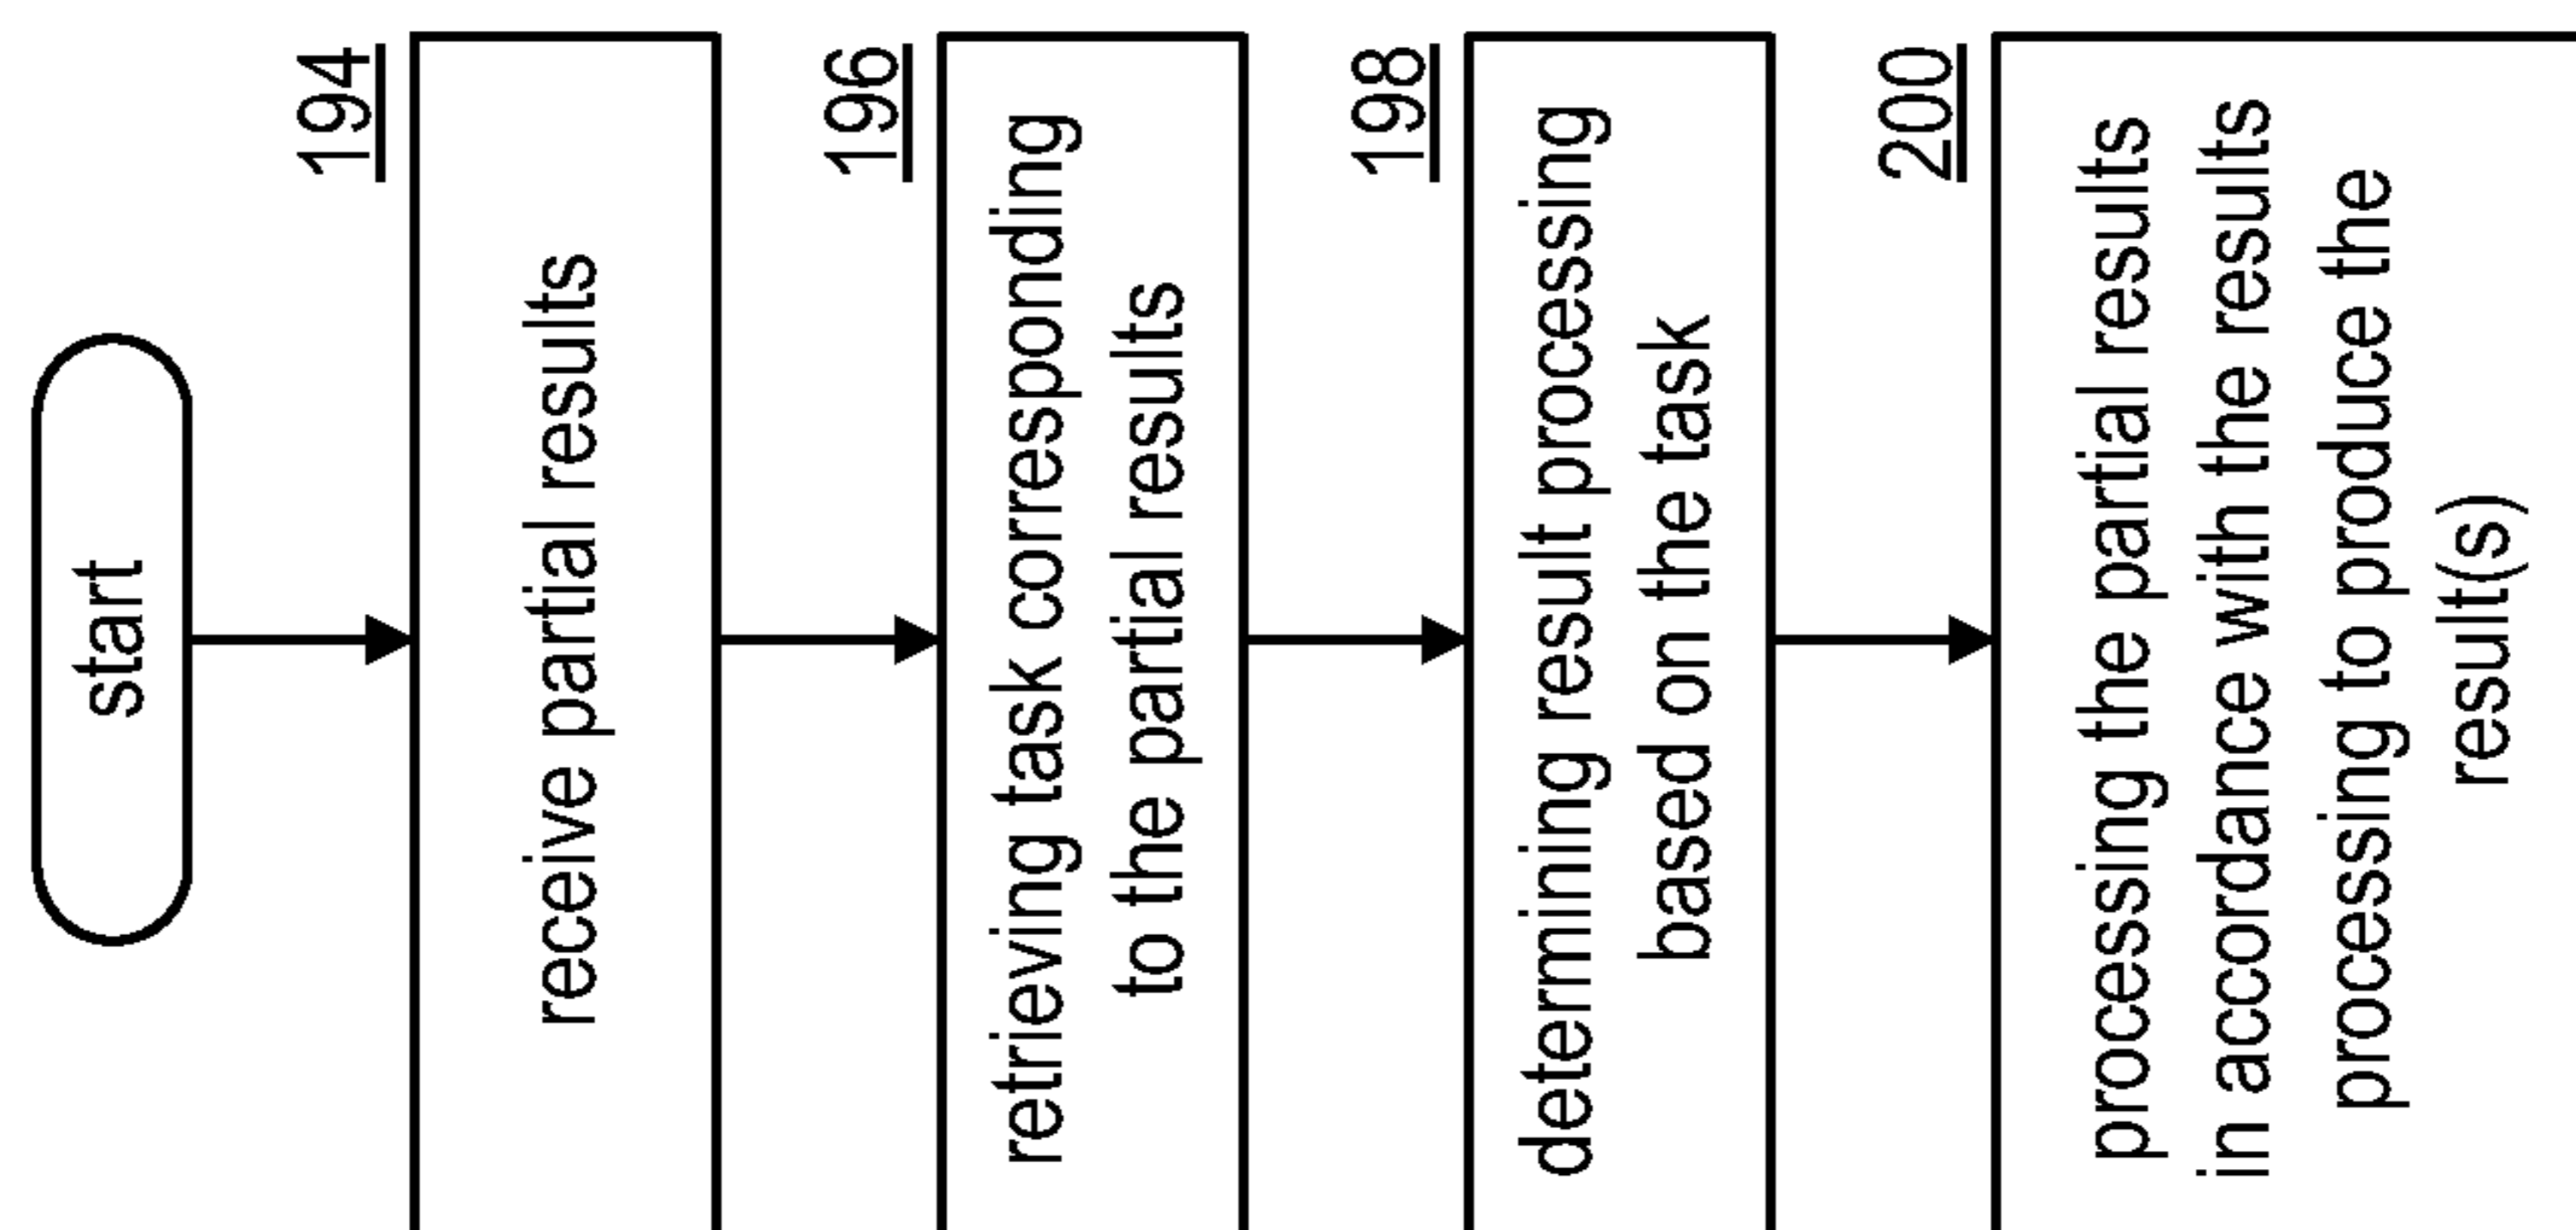 start
194
receive partial results
196
retrieving task corresponding
to the partial results
198
determining result processing
based on the task
200
processing the partial results
in accordance with the results
processing to produce the
result(s)